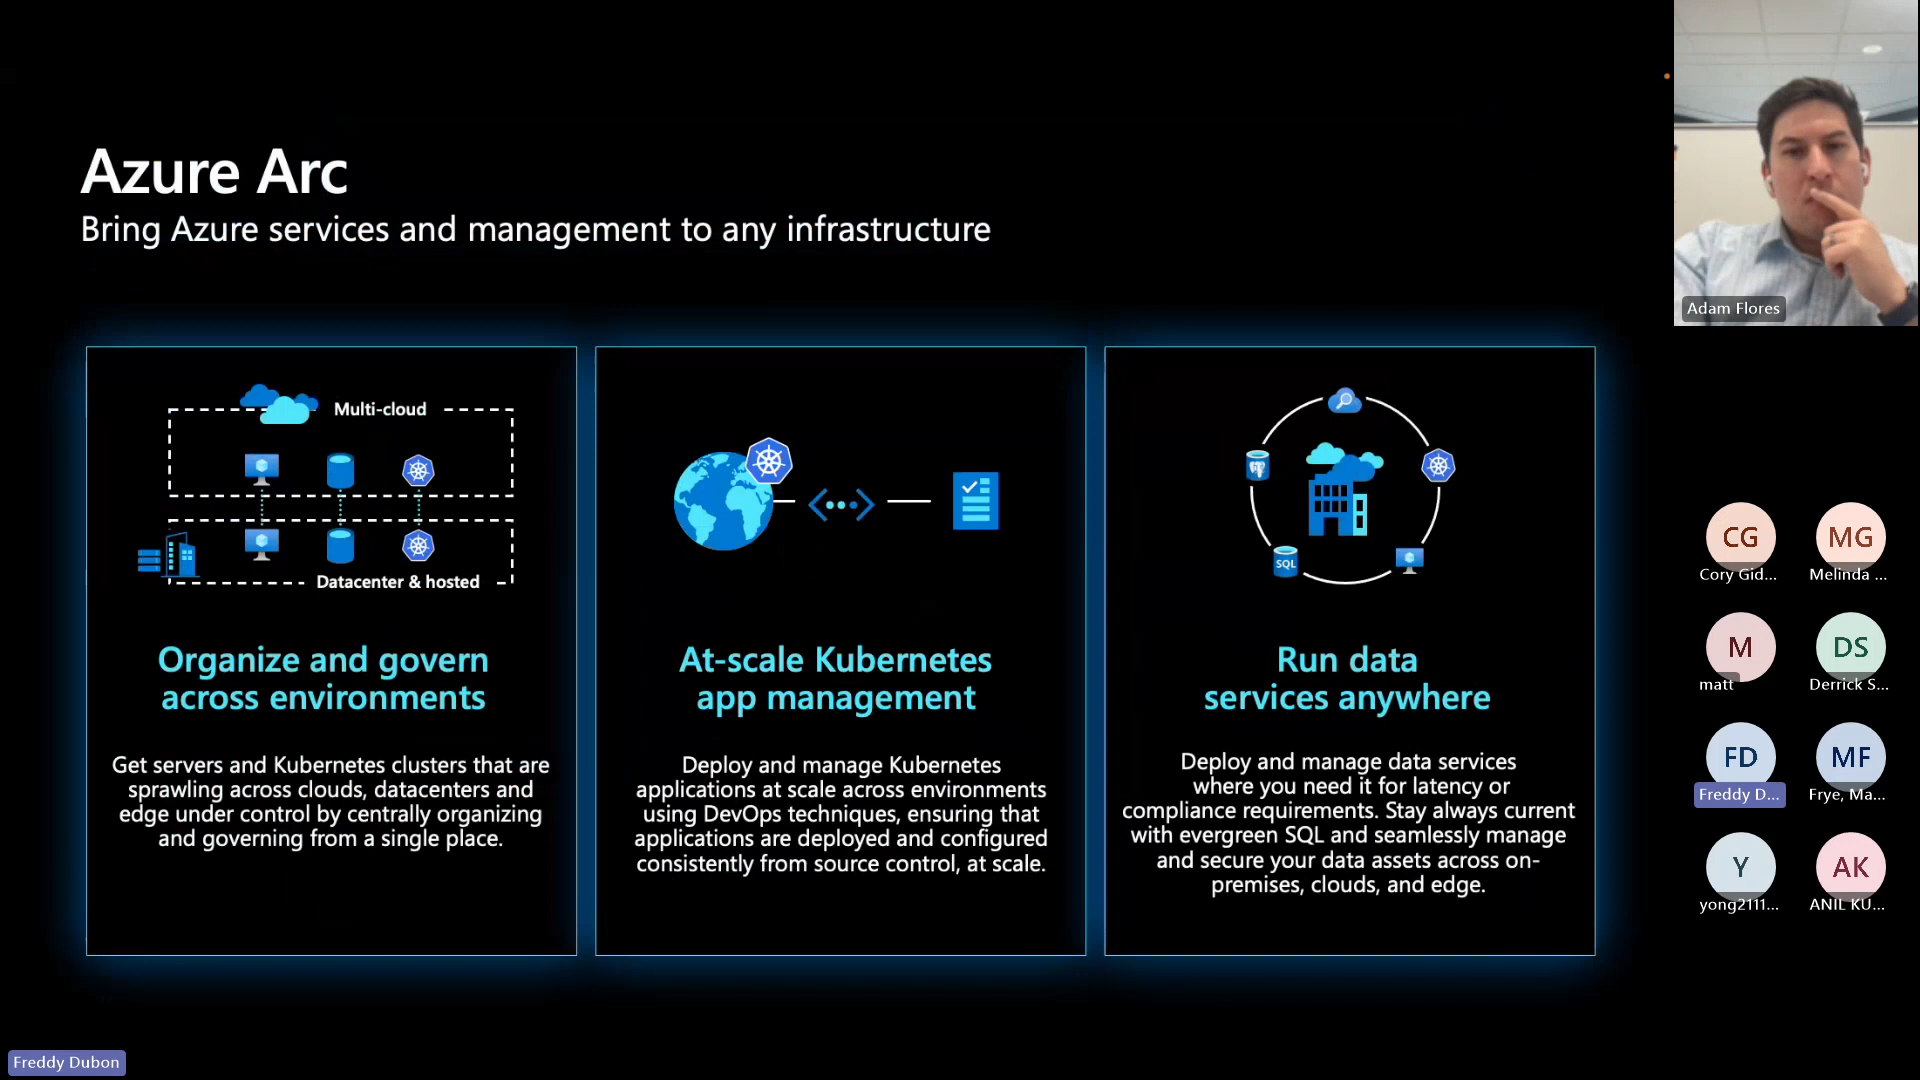 Azure Arc
Bring Azure services and management to any infrastructure
Multi-cloud
Datacenter & hosted
Organize and govern
across environments
Get servers and Kubernetes clusters that are
sprawling across clouds, datacenters and
edge under control by centrally organizing
and governing from a single place.
At-scale Kubernetes
app management
Deploy and manage Kubernetes
applications at scale across environments
using DevOps techniques, ensuring that
applications are deployed and configured
consistently from source control, at scale.
SQL
Run data
services anywhere
Deploy and manage data services
where you need it for latency or
compliance requirements. Stay always current
with evergreen SQL and seamlessly manage
and secure your data assets across on-
premises, clouds, and edge.
Adam Flores
CG
Cory Gid...
MG
Melinda ...
M
matt
DS
Derrick S...
FD
Freddy D...
MF
Frye, Ma...
Y
yong2111...
AK
ANIL KU...
Freddy Dubon